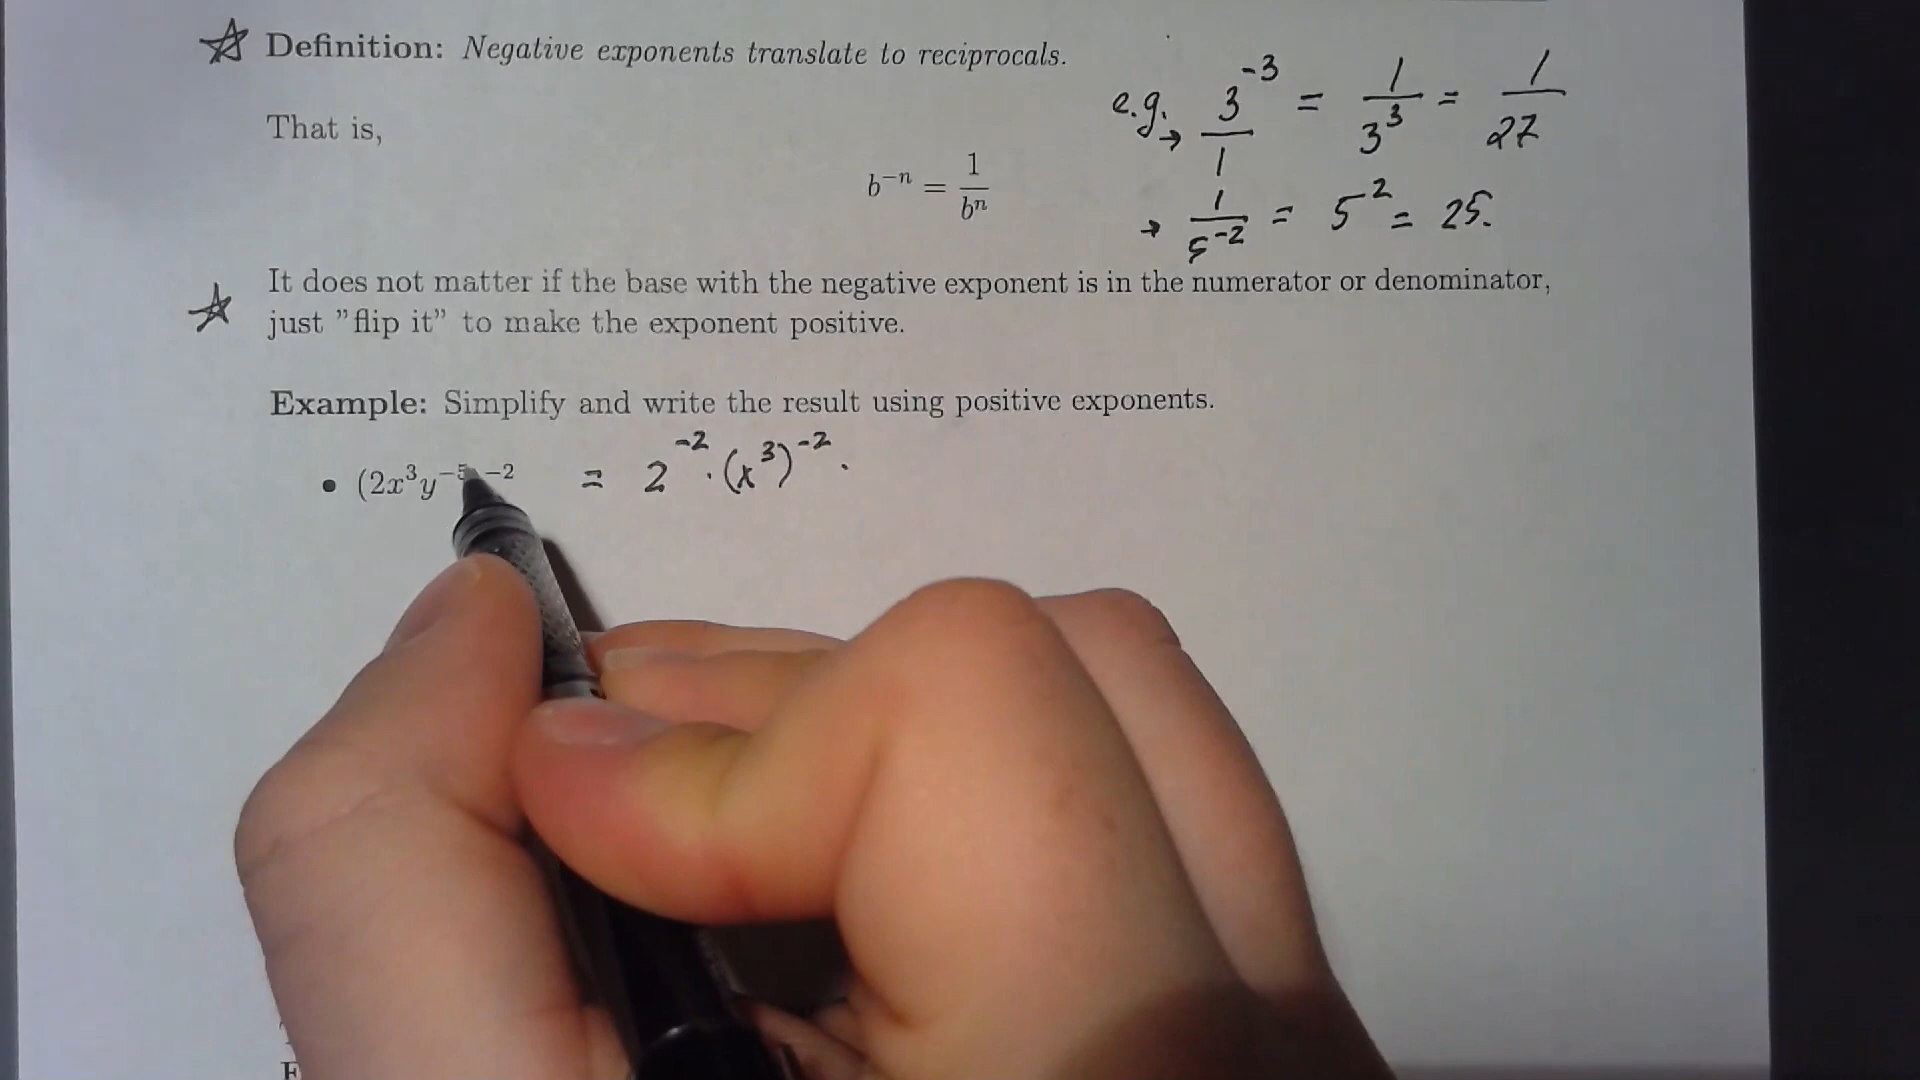 ☆ Definition: Negative exponents translate to reciprocals.
e.g. → 3^{-3}/1 = 1/3^3 = 1/27
That is,
b^{-n} = 1/b^n
→ 1/5^{-2} = 5^2 = 25.
☆ It does not matter if the base with the negative exponent is in the numerator or denominator,
just ”flip it” to make the exponent positive.
Example: Simplify and write the result using positive exponents.
• (2x^3y^{-5})^{-2} = 2^{-2} · (x^3)^{-2} ·